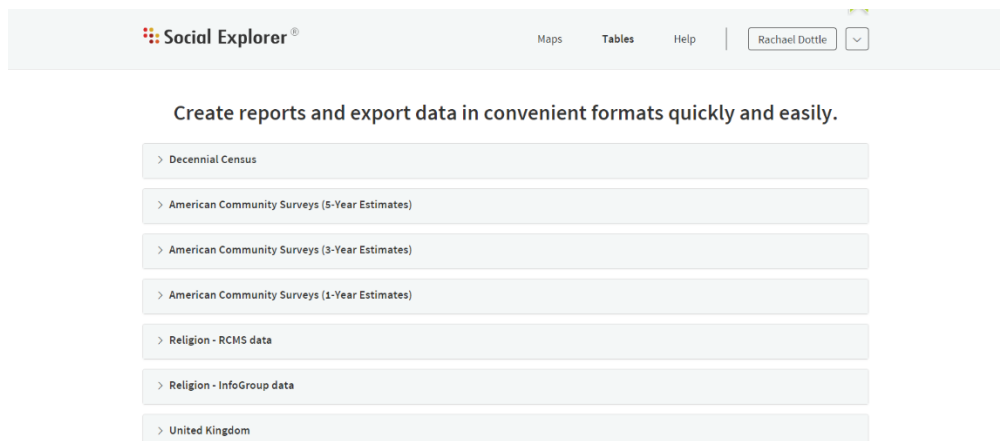 Social Explorer®
Maps Tables Help Rachael Dottle
Create reports and export data in convenient formats quickly and easily.
Decennial Census
American Community Surveys (5-Year Estimates)
American Community Surveys (3-Year Estimates)
American Community Surveys (1-Year Estimates)
Religion - RCMS data
Religion - InfoGroup data
United Kingdom